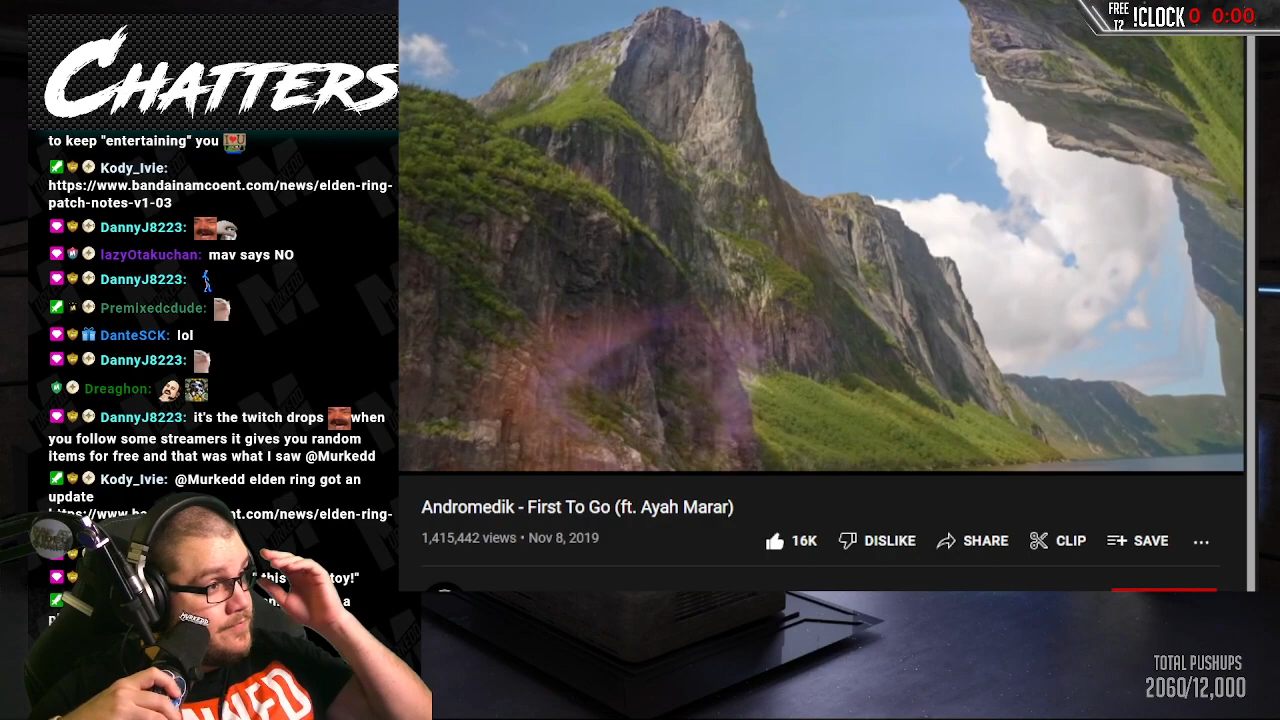 CHATTERS
to keep "entertaining" you
Kody_Ivie:
https://www.bandainamcoent.com/news/elden-ring-
patch-notes-v1-03
DannyJ8223:
lazyOtakuchan: mav says NO
DannyJ8223:
Premixedcdude:
DanteSCK: lol
DannyJ8223:
Dreaghon:
DannyJ8223: it's the twitch drops when
you follow some streamers it gives you random
items for free and that was what I saw @Murkedd
Kody_Ivie: @Murkedd elden ring got an
update
.com/news/elden-ring-
toy!"
a
MURKEDD
FREE
12
!CLOCK 0 0:00
Andromedik - First To Go (ft. Ayah Marar)
1,415,442 views • Nov 8, 2019
16K DISLIKE SHARE CLIP SAVE ...
TOTAL PUSHUPS
2060/12,000